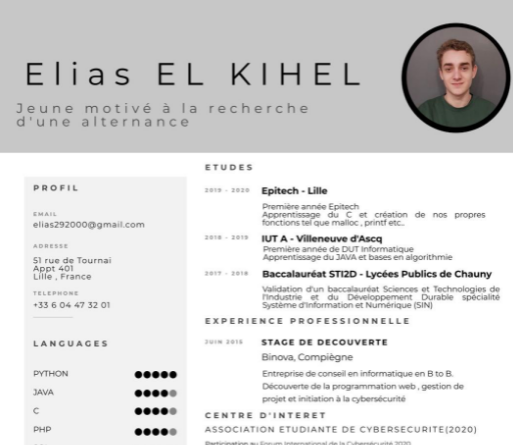 Elias EL KIHEL
Jeune motivé à la recherche
d'une alternance
PROFIL
EMAIL
elias292000@gmail.com
ADRESSE
51 rue de Tournai
Appt 401
Lille , France
TELEPHONE
+33 6 04 47 32 01
LANGUAGES
PYTHON
JAVA
C
PHP
ETUDES
2019 - 2020 Epitech - Lille
Première année Epitech
Apprentissage du C et création de nos propres
fonctions tel que malloc , printf etc..
2018 - 2019 IUT A - Villeneuve d'Ascq
Première année de DUT Informatique
Apprentissage du JAVA et bases en algorithmie
2017 - 2018 Baccalauréat STI2D - Lycées Publics de Chauny
Validation d'un baccalauréat Sciences et Technologies de
l'Industrie et du Développement Durable spécialité
Système d'Information et Numérique (SIN)
EXPERIENCE PROFESSIONNELLE
JUIN 2015 STAGE DE DECOUVERTE
Binova, Compiègne
Entreprise de conseil en informatique en B to B.
Découverte de la programmation web , gestion de
projet et initiation à la cybersécurité
CENTRE D'INTERET
ASSOCIATION ETUDIANTE DE CYBERSECURITE(2020)
Participation au Forum International de la Cybersécurité 2020